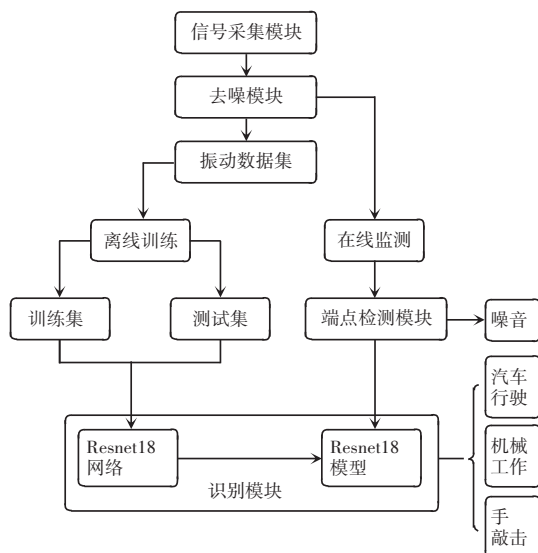 信号采集模块
去噪模块
振动数据集
离线训练
在线监测
训练集
测试集
端点检测模块
噪音
汽车
行驶
Resnet18
网络
Resnet18
模型
机械
工作
识别模块
手
敲击